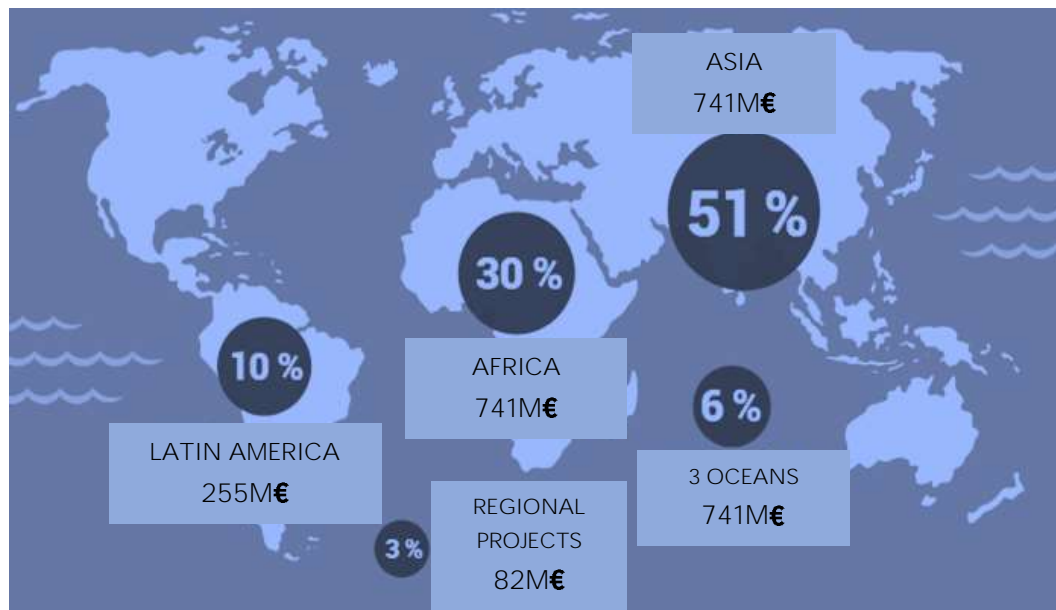 ASIA
741M€
51 %
30 %
AFRICA
741M€
10 %
LATIN AMERICA
255M€
6 %
3 OCEANS
741M€
3 %
REGIONAL
PROJECTS
82M€